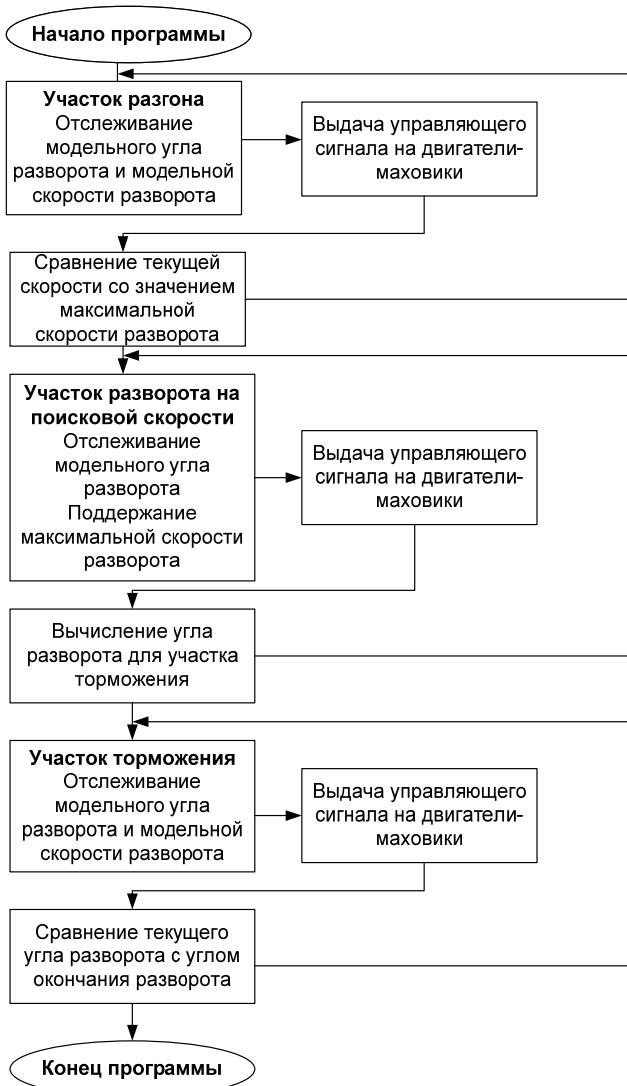 Начало программы
Участок разгона
Отслеживание
модельного угла
разворота и модельной
скорости разворота
Выдача управляющего
сигнала на двигатели-
маховики
Сравнение текущей
скорости со значением
максимальной
скорости разворота
Участок разворота на
поисковой скорости
Отслеживание
модельного угла
разворота
Поддержание
максимальной скорости
разворота
Выдача управляющего
сигнала на двигатели-
маховики
Вычисление угла
разворота для участка
торможения
Участок торможения
Отслеживание
модельного угла
разворота и модельной
скорости разворота
Выдача управляющего
сигнала на двигатели-
маховики
Сравнение текущего
угла разворота с углом
окончания разворота
Конец программы